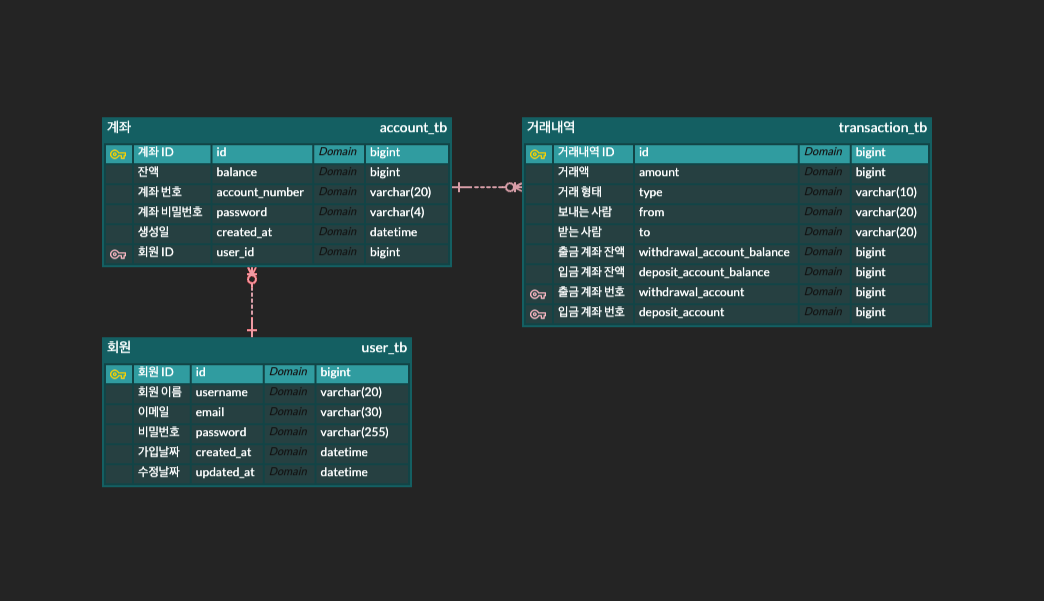 계좌 account_tb
계좌 ID id Domain bigint
잔액 balance Domain bigint
계좌 번호 account_number Domain varchar(20)
계좌 비밀번호 password Domain varchar(4)
생성일 created_at Domain datetime
회원 ID user_id Domain bigint
거래내역 transaction_tb
거래내역 ID id Domain bigint
거래액 amount Domain bigint
거래 형태 type Domain varchar(10)
보내는 사람 from Domain varchar(20)
받는 사람 to Domain varchar(20)
출금 계좌 잔액 withdrawal_account_balance Domain bigint
입금 계좌 잔액 deposit_account_balance Domain bigint
출금 계좌 번호 withdrawal_account Domain bigint
입금 계좌 번호 deposit_account Domain bigint
회원 user_tb
회원 ID id Domain bigint
회원 이름 username Domain varchar(20)
이메일 email Domain varchar(30)
비밀번호 password Domain varchar(255)
가입날짜 created_at Domain datetime
수정날짜 updated_at Domain datetime